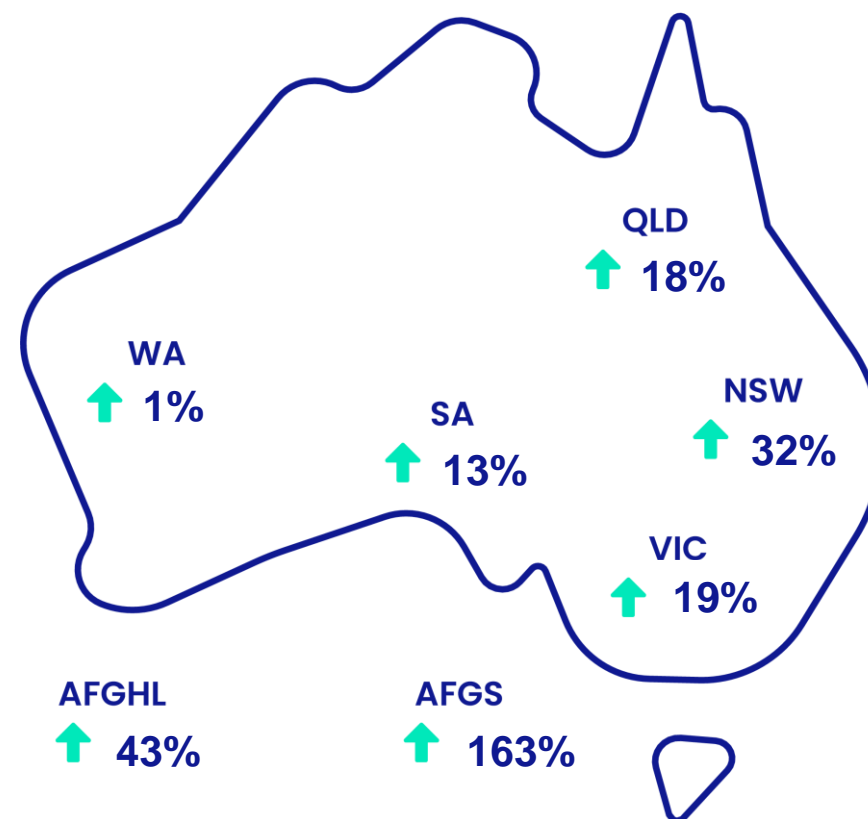 QLD
18%
WA
1%
NSW
32%
SA
13%
VIC
19%
AFGHL
43%
AFGS
163%